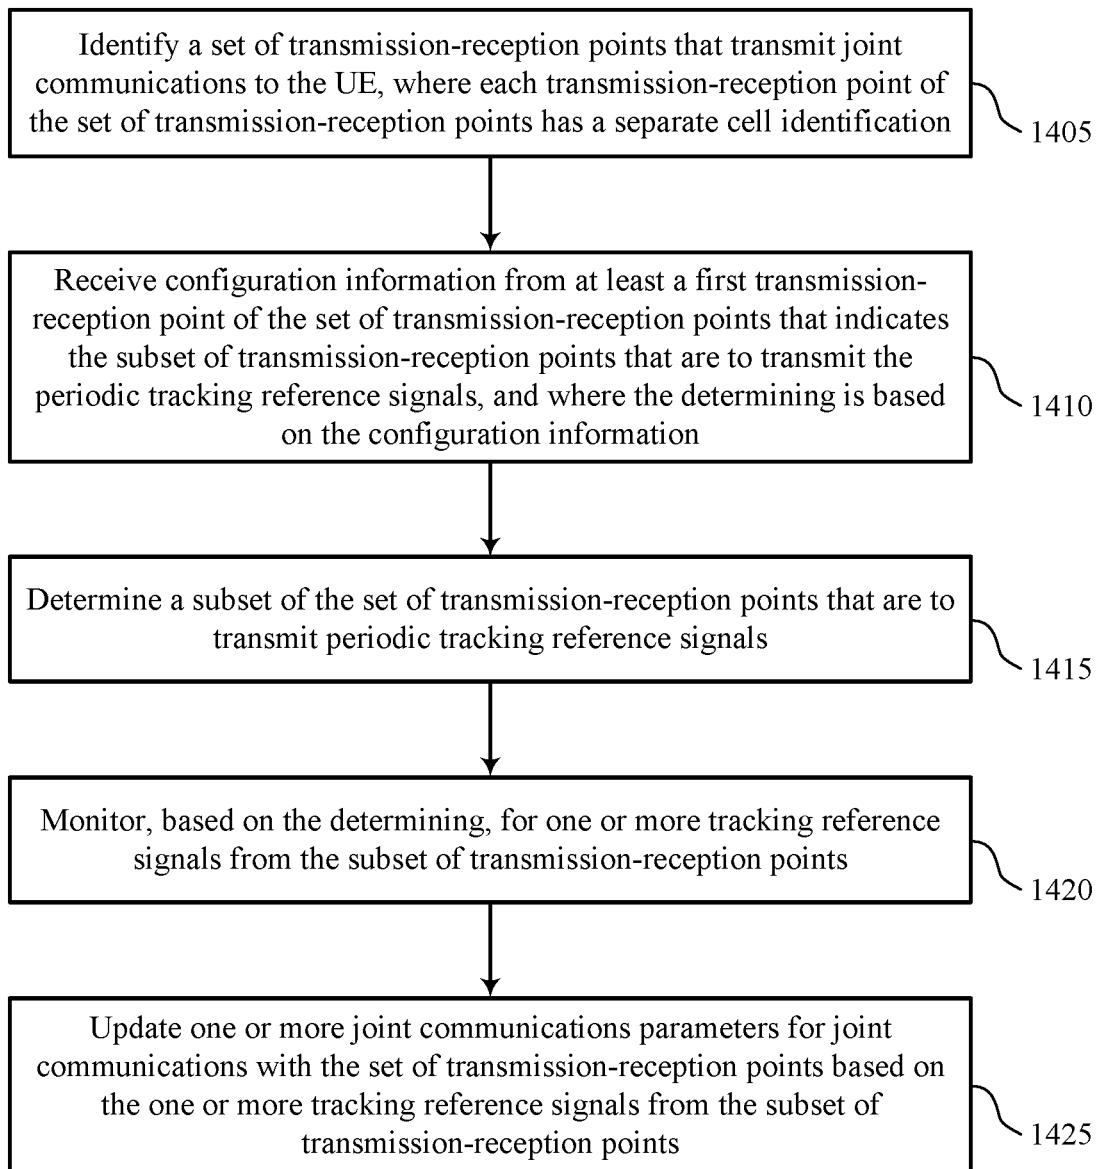 Identify a set of transmission-reception points that transmit joint
communications to the UE, where each transmission-reception point of
the set of transmission-reception points has a separate cell identification
1405
Receive configuration information from at least a first transmission-
reception point of the set of transmission-reception points that indicates
the subset of transmission-reception points that are to transmit the
periodic tracking reference signals, and where the determining is based
on the configuration information
1410
Determine a subset of the set of transmission-reception points that are to
transmit periodic tracking reference signals
1415
Monitor, based on the determining, for one or more tracking reference
signals from the subset of transmission-reception points
1420
Update one or more joint communications parameters for joint
communications with the set of transmission-reception points based on
the one or more tracking reference signals from the subset of
transmission-reception points
1425